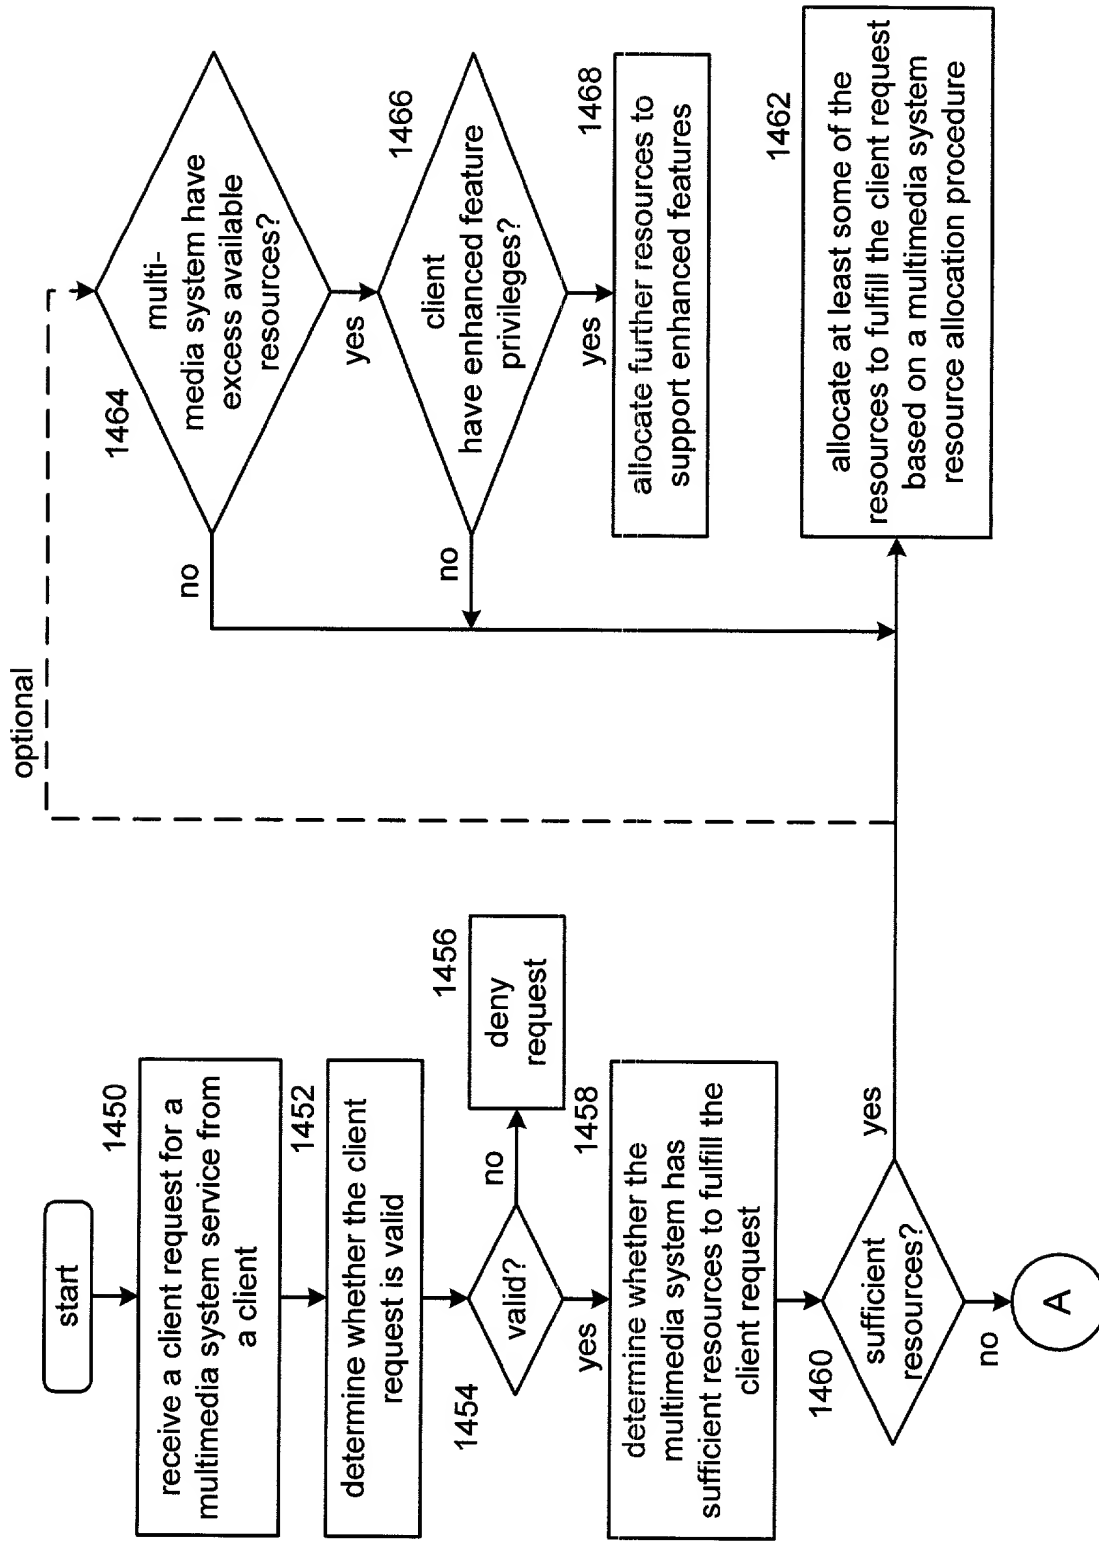 start
1450
receive a client request for a
multimedia system service from
a client
1452
determine whether the client
request is valid
1454
valid?
no
1456
deny
request
yes
1458
determine whether the
multimedia system has
sufficient resources to fulfill the
client request
1460
sufficient
resources?
no
A
yes
optional
1464
multi-
media system have
excess available
resources?
no
yes
1466
client
have enhanced feature
privileges?
no
yes
1468
allocate further resources to
support enhanced features
1462
allocate at least some of the
resources to fulfill the client request
based on a multimedia system
resource allocation procedure